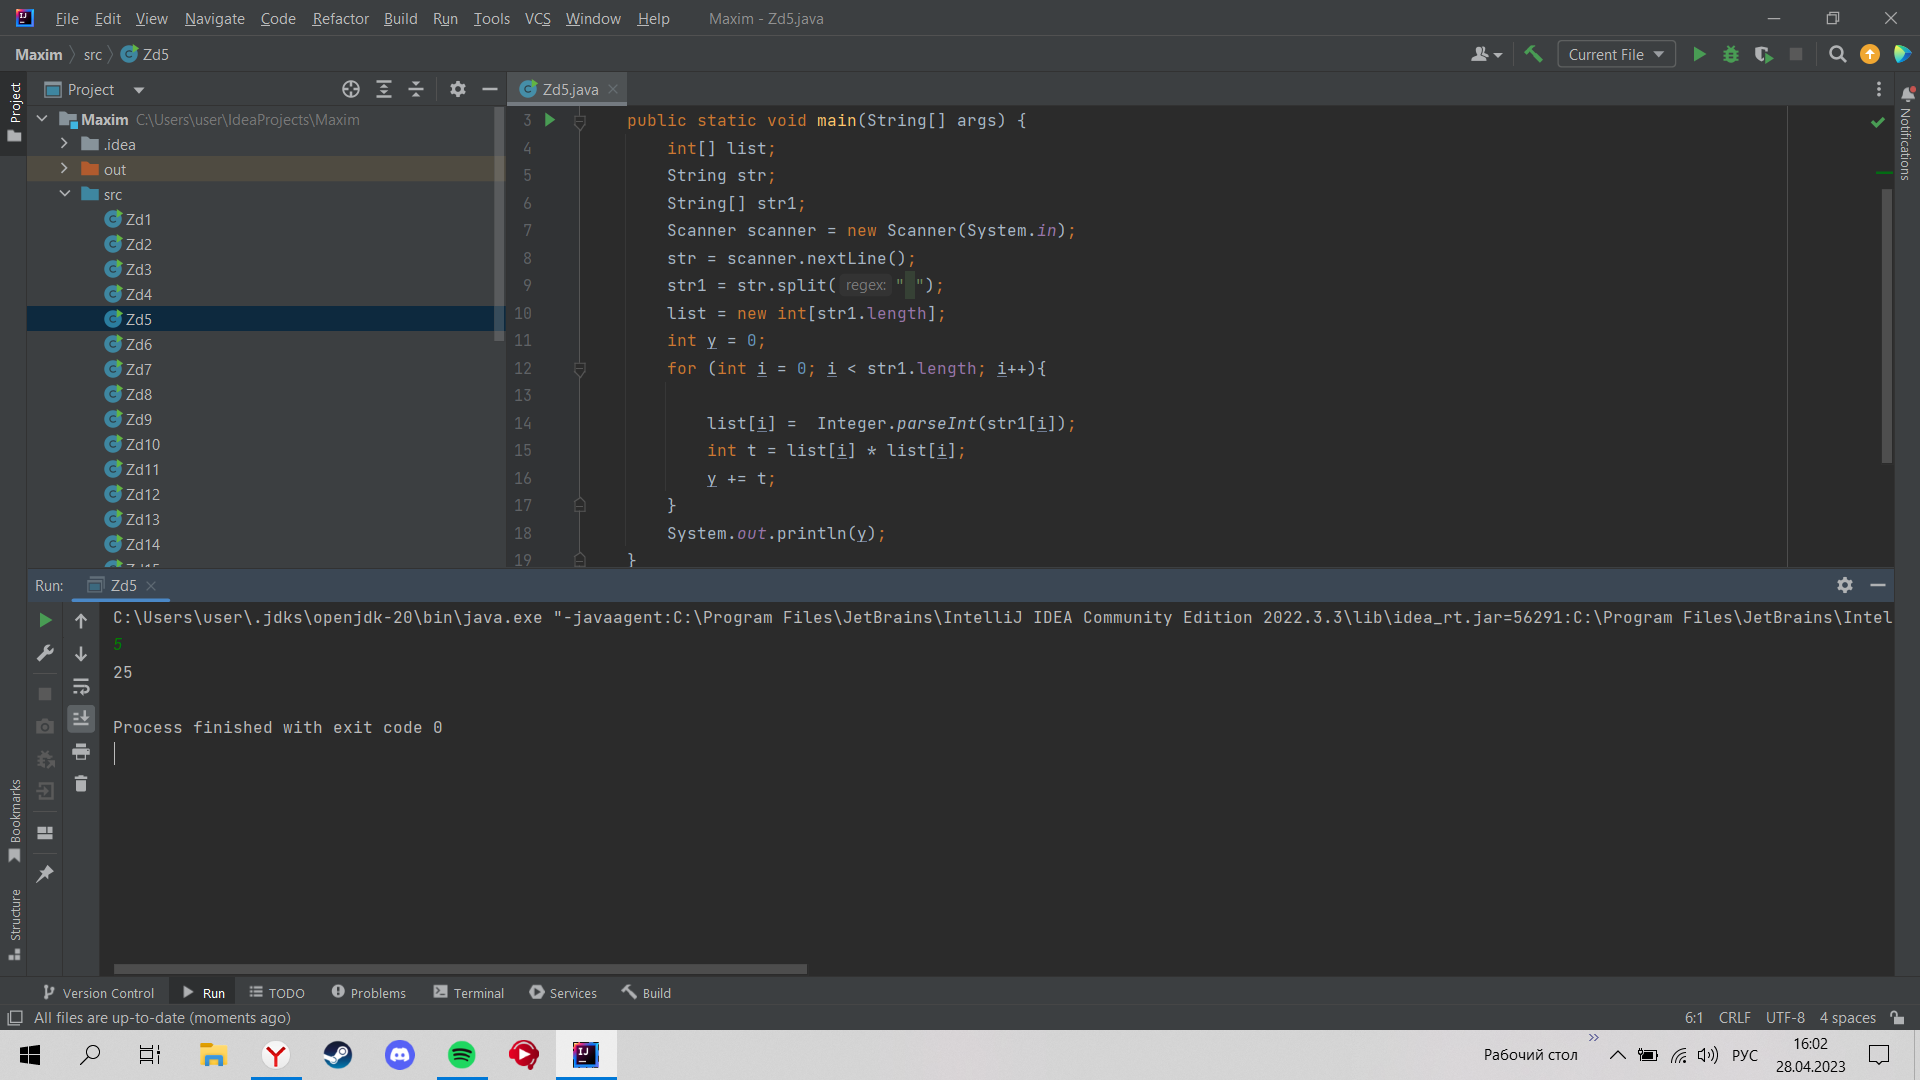 File Edit View Navigate Code Refactor Build Run Tools VCS Window Help Maxim - Zd5.java
Maxim src Zd5 Current File
Project Zd5.java
Project
Notifications
Maxim C:\Users\user\IdeaProjects\Maxim
.idea
out
src
Zd1
Zd2
Zd3
Zd4
Zd5
Zd6
Zd7
Zd8
Zd9
Zd10
Zd11
Zd12
Zd13
Zd14
Zd15
3 public static void main(String[] args) {
4 int[] list;
5 String str;
6 String[] str1;
7 Scanner scanner = new Scanner(System.in);
8 str = scanner.nextLine();
9 str1 = str.split( regex: " ");
10 list = new int[str1.length];
11 int y = 0;
12 for (int i = 0; i < str1.length; i++){
13
14 list[i] =  Integer.parseInt(str1[i]);
15 int t = list[i] * list[i];
16 y += t;
17 }
18 System.out.println(y);
19 }
Run: Zd5
C:\Users\user\.jdks\openjdk-20\bin\java.exe "-javaagent:C:\Program Files\JetBrains\IntelliJ IDEA Community Edition 2022.3.3\lib\idea_rt.jar=56291:C:\Program Files\JetBrains\Intel
5
25
Process finished with exit code 0
Bookmarks
Structure
Version Control Run TODO Problems Terminal Services Build
All files are up-to-date (moments ago) 6:1 CRLF UTF-8 4 spaces
Рабочий стол » РУС 16:02
28.04.2023